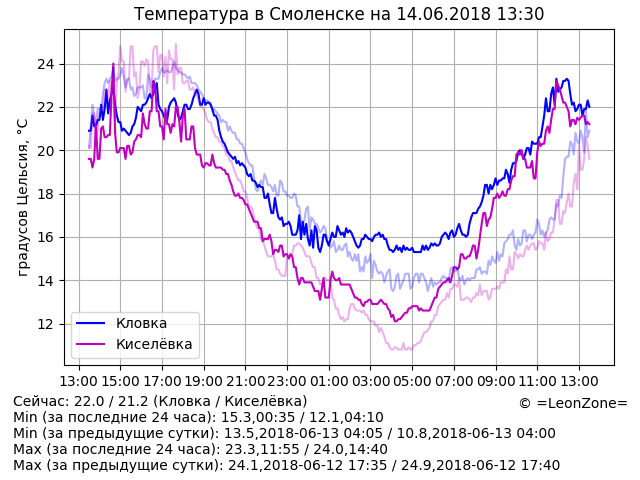 Температура в Смоленске на 14.06.2018 13:30
градусов Цельсия, °C
24
22
20
18
16
14
12
Кловка
Киселёвка
13:00 15:00 17:00 19:00 21:00 23:00 01:00 03:00 05:00 07:00 09:00 11:00 13:00
Сейчас: 22.0 / 21.2 (Кловка / Киселёвка)
© =LeonZone=
Min (за последние 24 часа): 15.3,00:35 / 12.1,04:10
Min (за предыдущие сутки): 13.5,2018-06-13 04:05 / 10.8,2018-06-13 04:00
Max (за последние 24 часа): 23.3,11:55 / 24.0,14:40
Max (за предыдущие сутки): 24.1,2018-06-12 17:35 / 24.9,2018-06-12 17:40